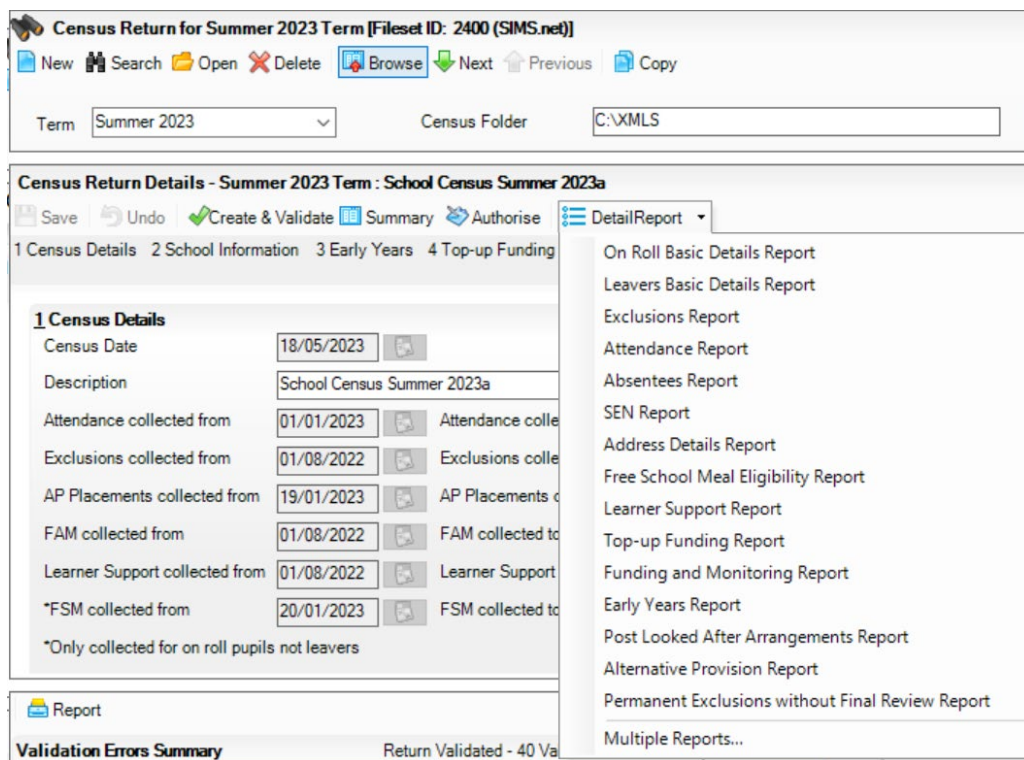 Census Return for Summer 2023 Term [Fileset ID: 2400 (SIMS.net)]
New Search Open Delete Browse Next Previous Copy
Term Summer 2023 Census Folder C:\XMLS
Census Return Details - Summer 2023 Term : School Census Summer 2023a
Save Undo Create & Validate Summary Authorise DetailReport
1 Census Details 2 School Information 3 Early Years 4 Top-up Funding
On Roll Basic Details Report
Leavers Basic Details Report
Exclusions Report
Attendance Report
Absentees Report
SEN Report
Address Details Report
Free School Meal Eligibility Report
Learner Support Report
Top-up Funding Report
Funding and Monitoring Report
Early Years Report
Post Looked After Arrangements Report
Alternative Provision Report
Permanent Exclusions without Final Review Report
Multiple Reports...
1 Census Details
Census Date 18/05/2023
Description School Census Summer 2023a
Attendance collected from 01/01/2023 Attendance colle
Exclusions collected from 01/08/2022 Exclusions colle
AP Placements collected from 19/01/2023 AP Placements c
FAM collected from 01/08/2022 FAM collected to
Learner Support collected from 01/08/2022 Learner Support
*FSM collected from 20/01/2023 FSM collected to
*Only collected for on roll pupils not leavers
Report
Validation Errors Summary Return Validated - 40 Va